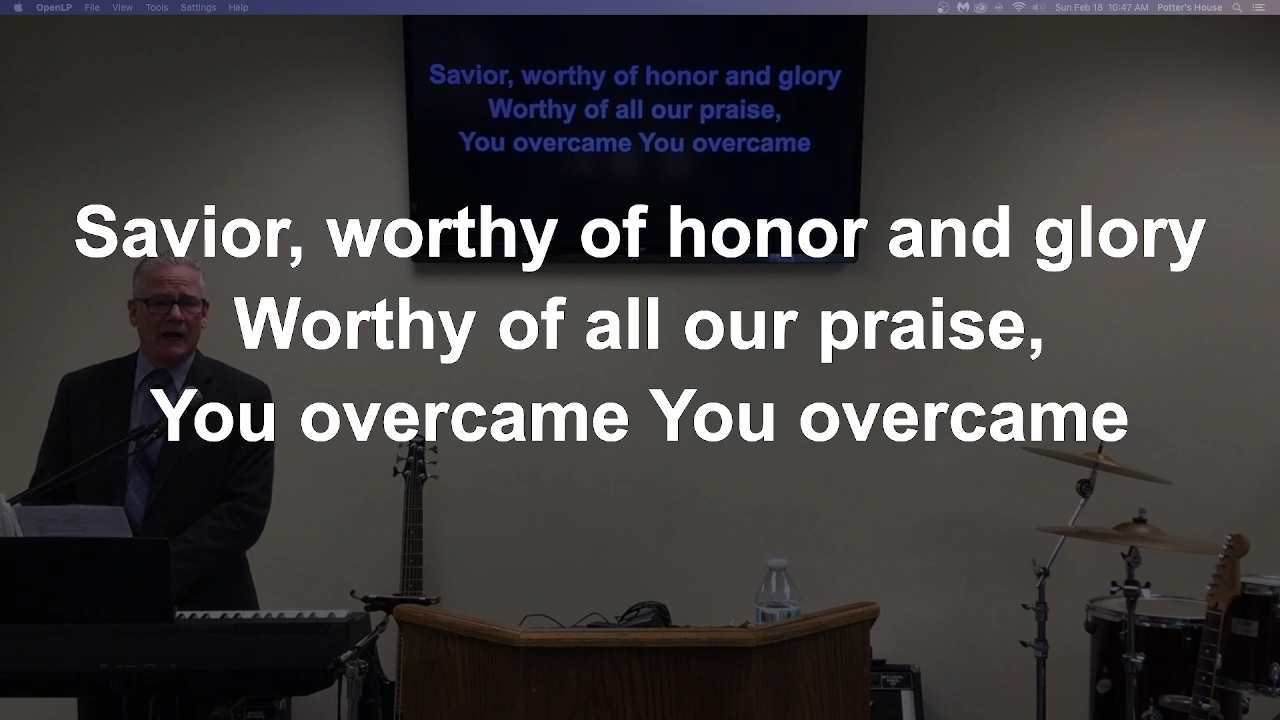 OpenLP File View Tools Settings Help Sun Feb 18 10:47 AM Potter's House
Savior, worthy of honor and glory
Worthy of all our praise,
You overcame You overcame
Savior, worthy of honor and glory
Worthy of all our praise,
You overcame You overcame